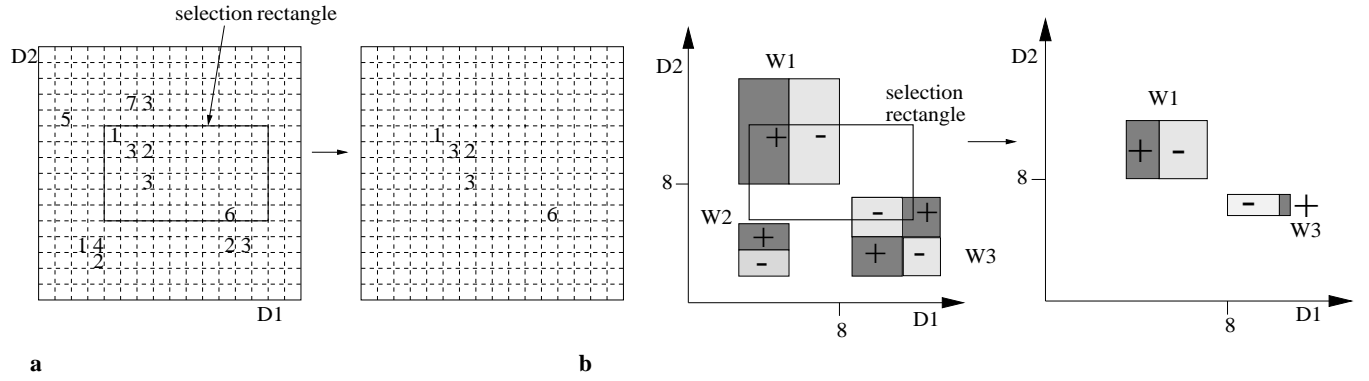 selection rectangle
D2
7 3
5
1
3 2
3
6
1 4
2 3
2
D1
1
3 2
3
6
a
D2
W1
selection
rectangle
+ -
8
W2
- +
+
-
+ -
W3
8
D1
D2
W1
+ -
8
- +
W3
8
D1
b